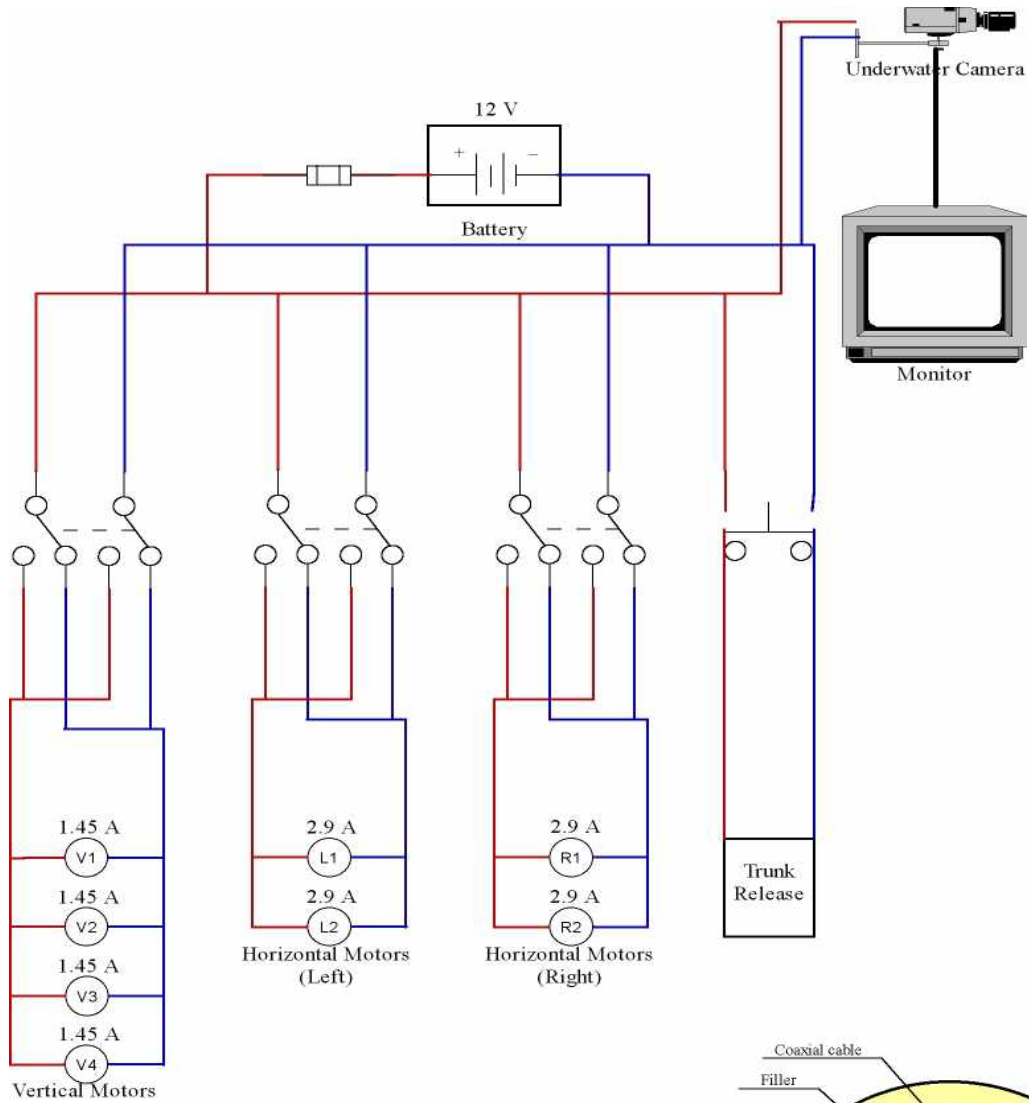 Underwater Camera
12 V
+ −
Battery
Monitor
1.45 A
V1
1.45 A
V2
1.45 A
V3
1.45 A
V4
Vertical Motors
2.9 A
L1
2.9 A
L2
Horizontal Motors
(Left)
2.9 A
R1
2.9 A
R2
Horizontal Motors
(Right)
Trunk
Release
Coaxial cable
Filler